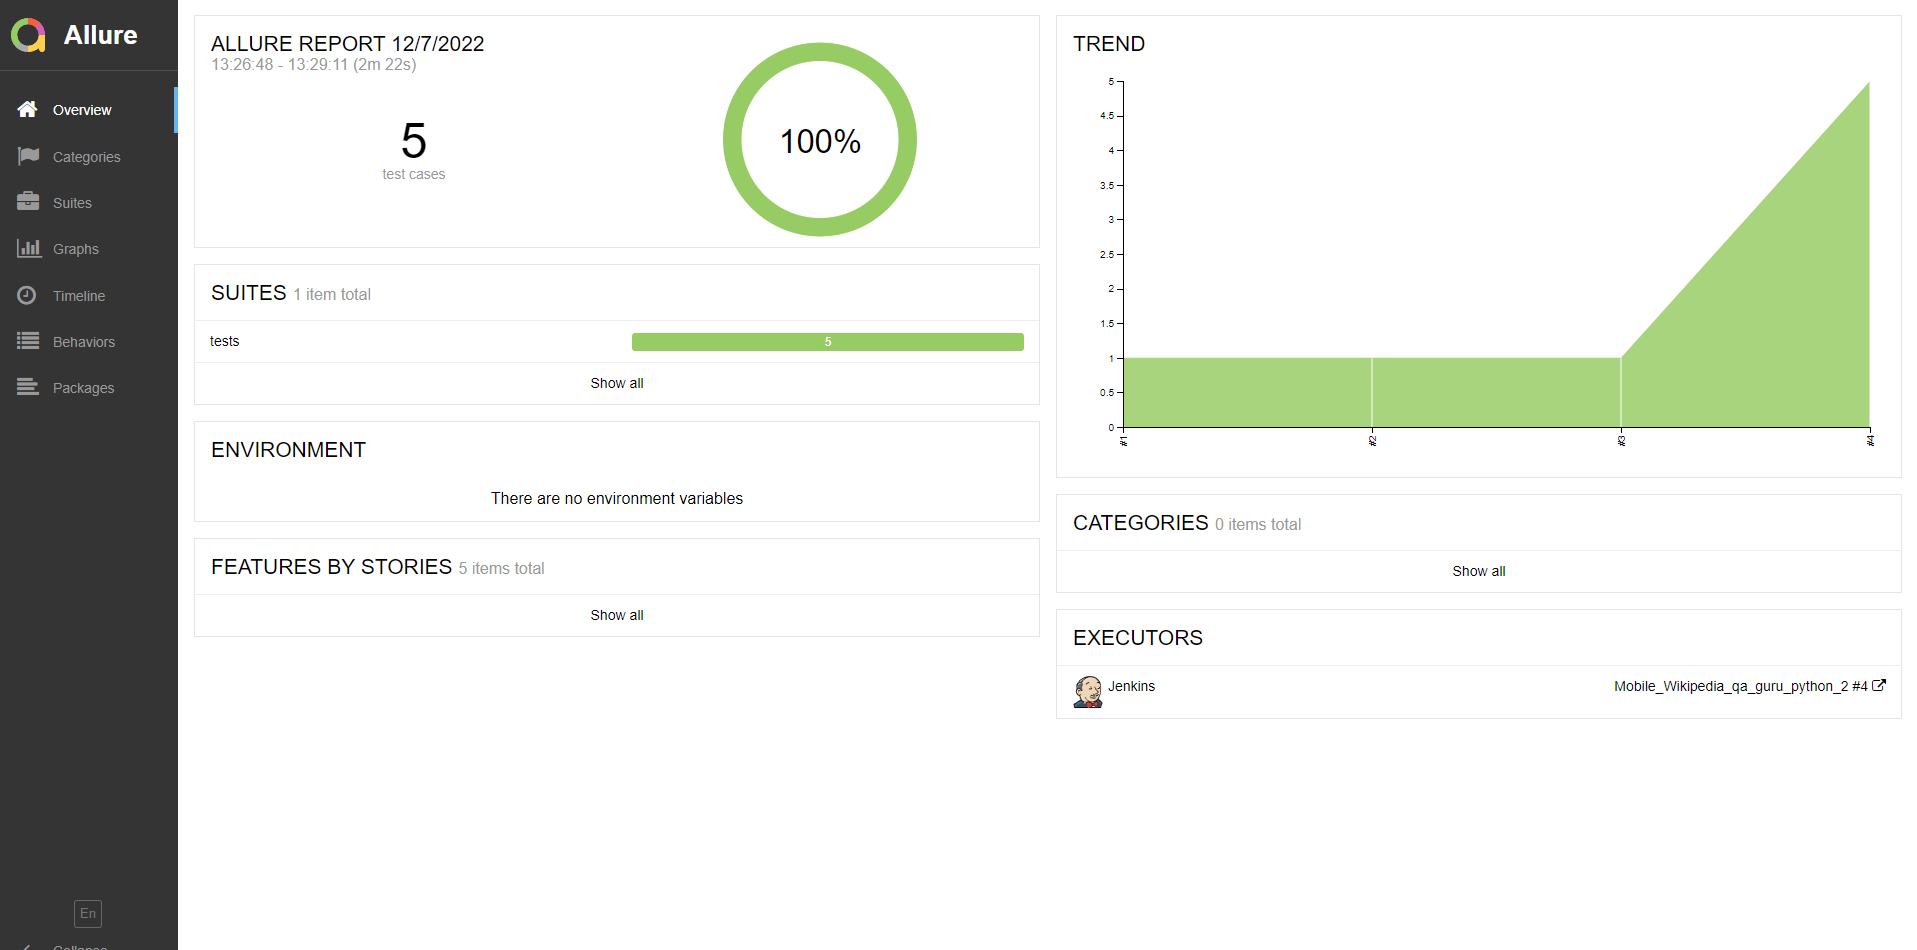 Allure
Overview
Categories
Suites
Graphs
Timeline
Behaviors
Packages
En
Collapse
ALLURE REPORT 12/7/2022
13:26:48 - 13:29:11 (2m 22s)
5
test cases
100%
SUITES 1 item total
tests 5
Show all
ENVIRONMENT
There are no environment variables
FEATURES BY STORIES 5 items total
Show all
TREND
5
4.5
4
3.5
3
2.5
2
1.5
1
0.5
0
#1 #2 #3 #4
CATEGORIES 0 items total
Show all
EXECUTORS
Jenkins Mobile_Wikipedia_qa_guru_python_2 #4